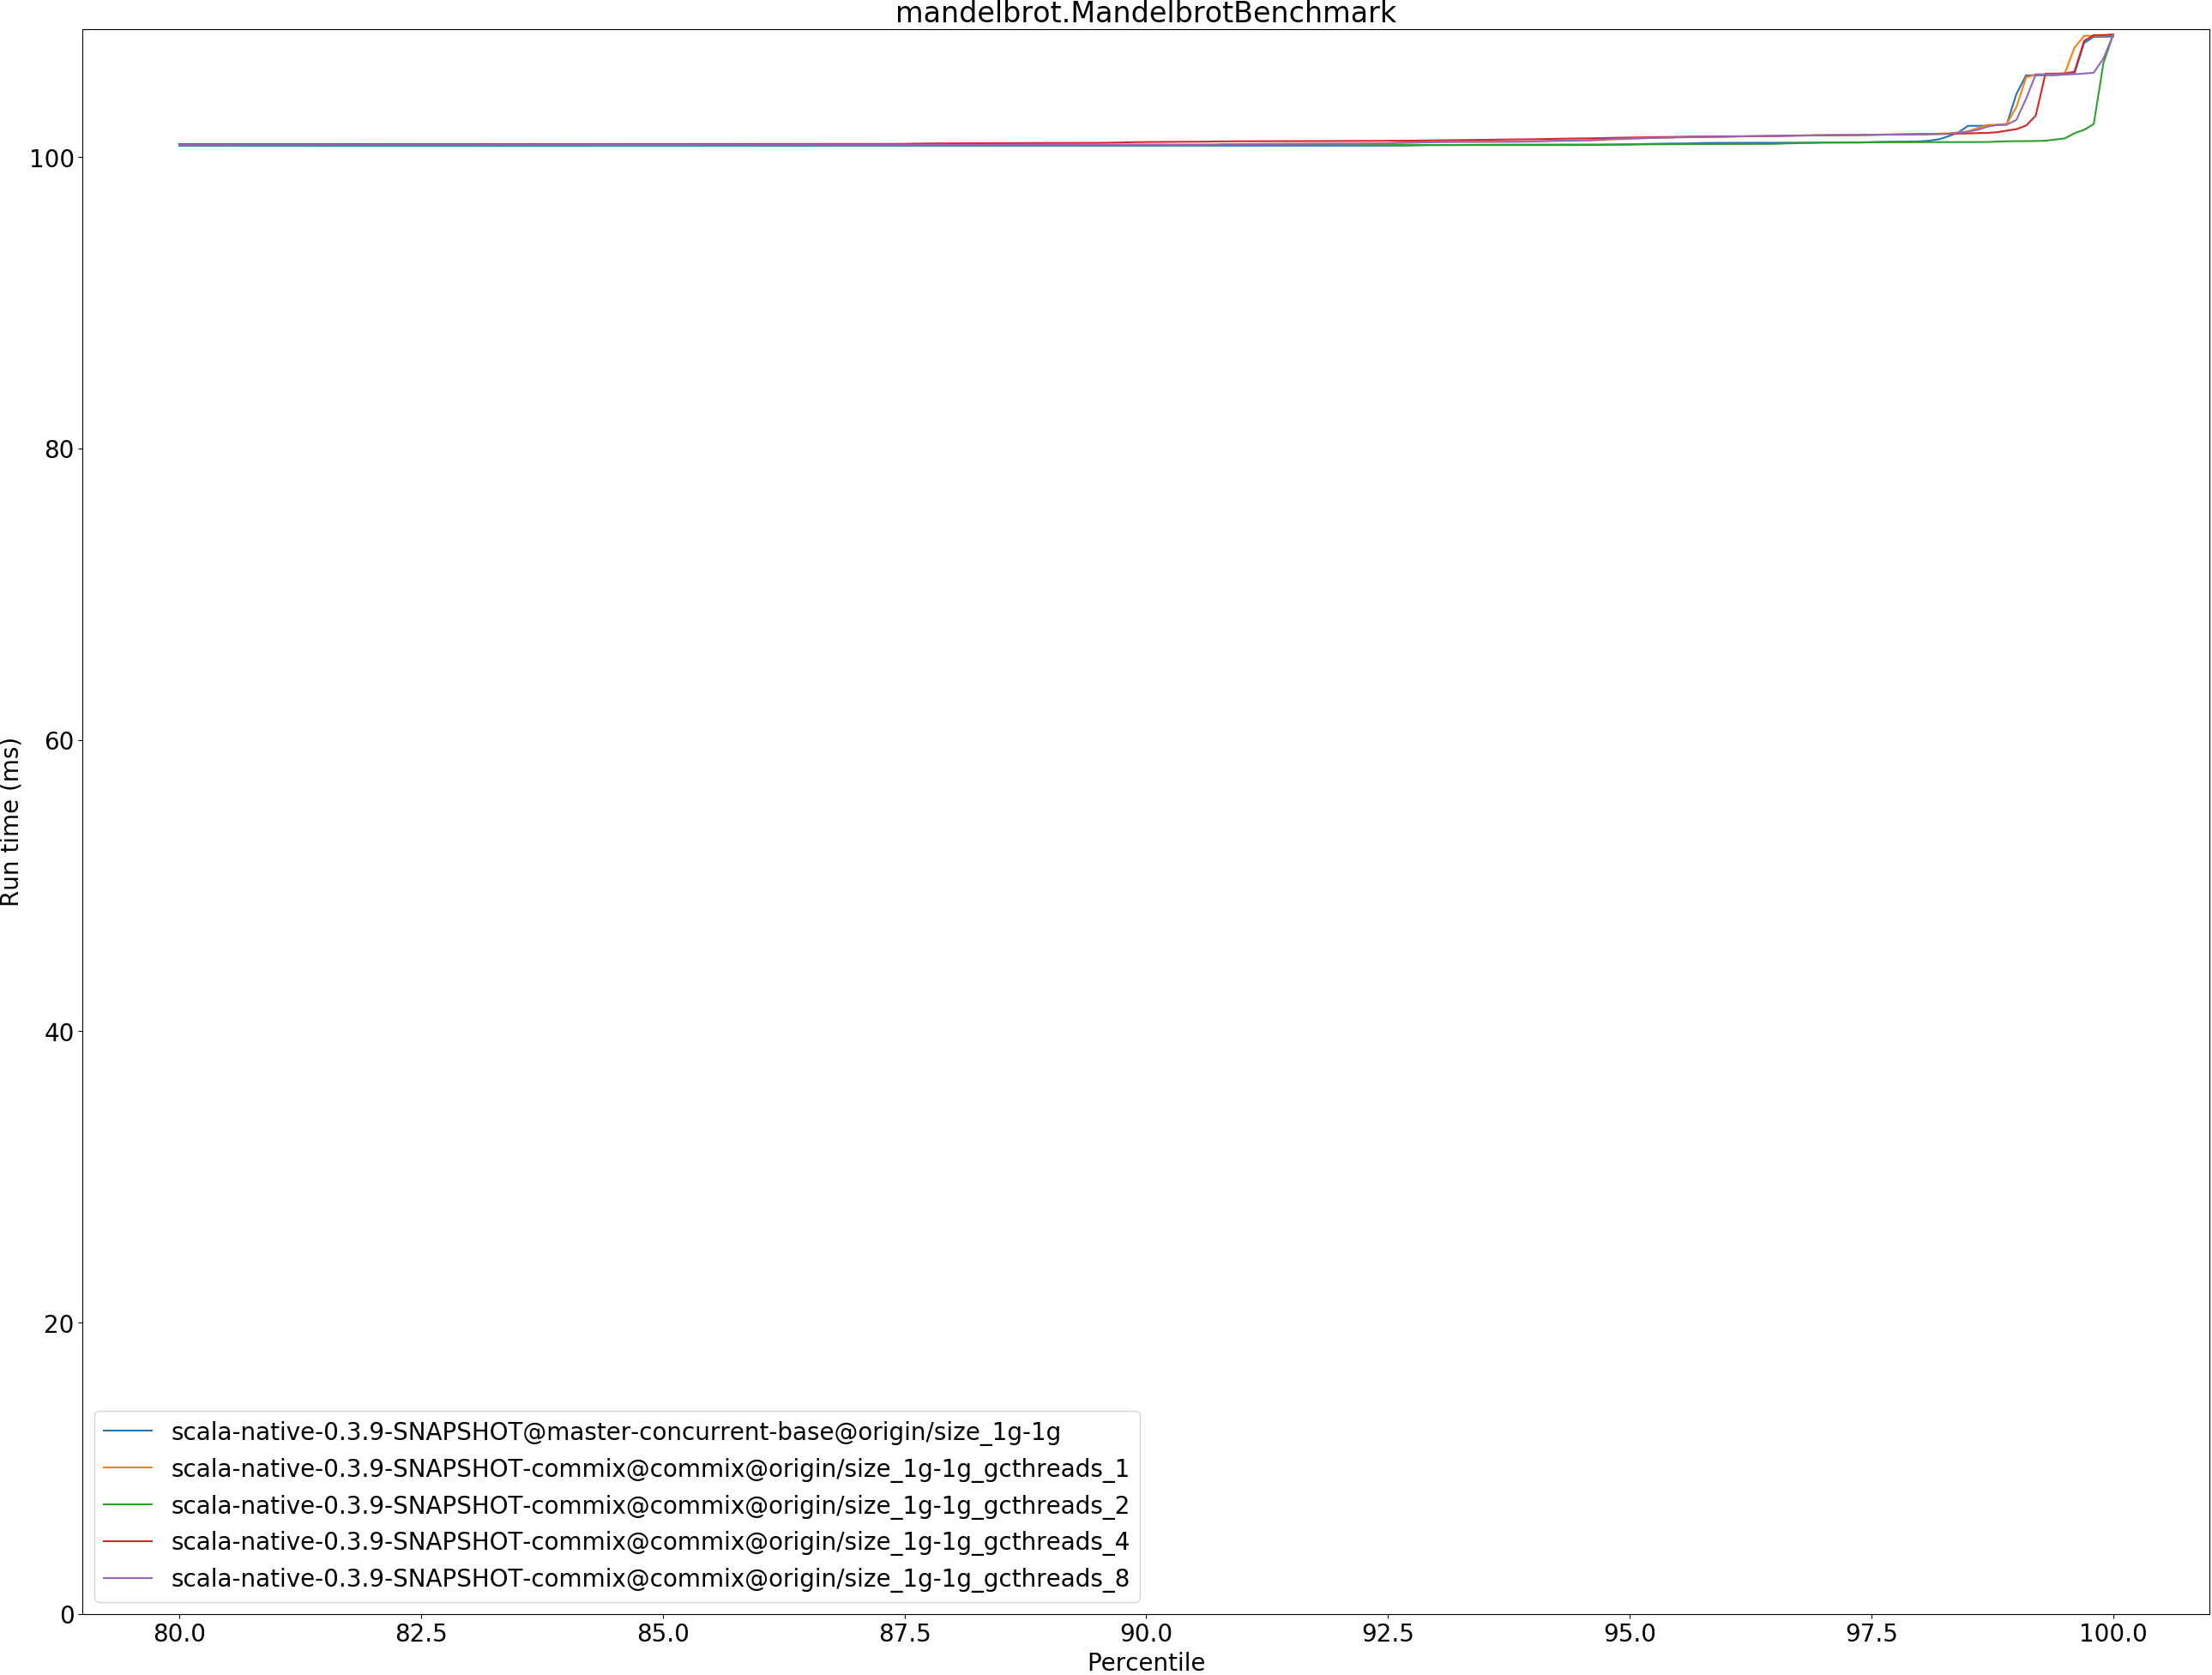 mandelbrot.MandelbrotBenchmark
100
80
60
40
20
0
Run time (ms)
scala-native-0.3.9-SNAPSHOT@master-concurrent-base@origin/size_1g-1g
scala-native-0.3.9-SNAPSHOT-commix@commix@origin/size_1g-1g_gcthreads_1
scala-native-0.3.9-SNAPSHOT-commix@commix@origin/size_1g-1g_gcthreads_2
scala-native-0.3.9-SNAPSHOT-commix@commix@origin/size_1g-1g_gcthreads_4
scala-native-0.3.9-SNAPSHOT-commix@commix@origin/size_1g-1g_gcthreads_8
80.0 82.5 85.0 87.5 90.0 92.5 95.0 97.5 100.0
Percentile